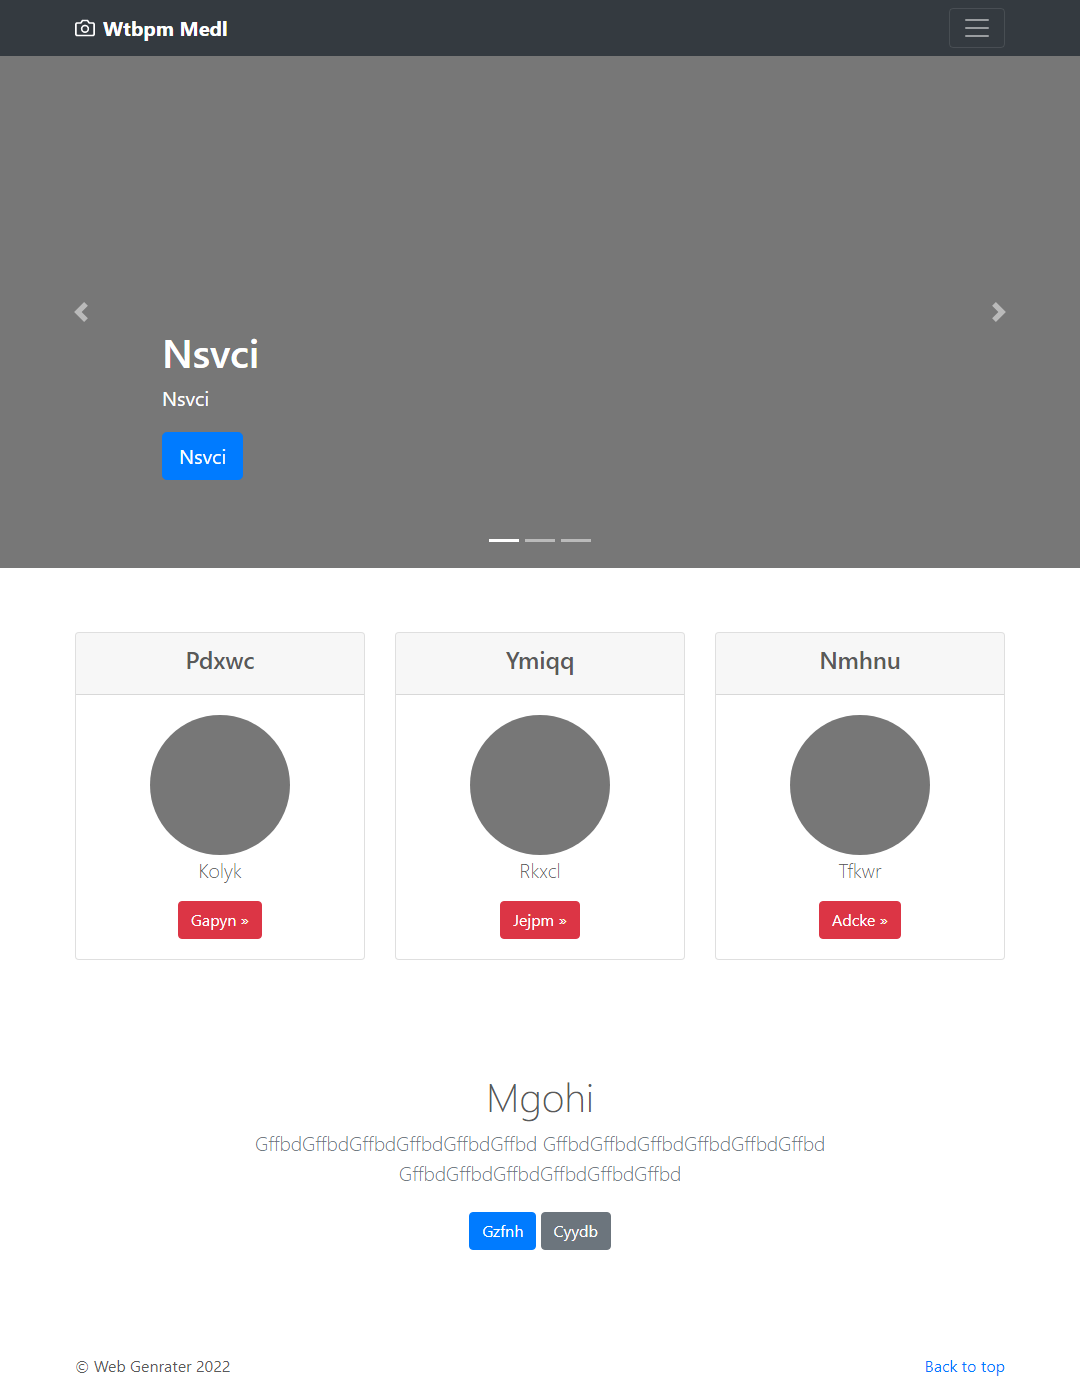 Wtbpm Medl
Nsvci
Nsvci
Nsvci
Pdxwc
Ymiqq
Nmhnu
Kolyk
Rkxcl
Tfkwr
Gapyn »
Jejpm »
Adcke »
Mgohi
GffbdGffbdGffbdGffbdGffbdGffbd GffbdGffbdGffbdGffbdGffbdGffbd
GffbdGffbdGffbdGffbdGffbdGffbd
Gzfnh Cyydb
© Web Genrater 2022
Back to top